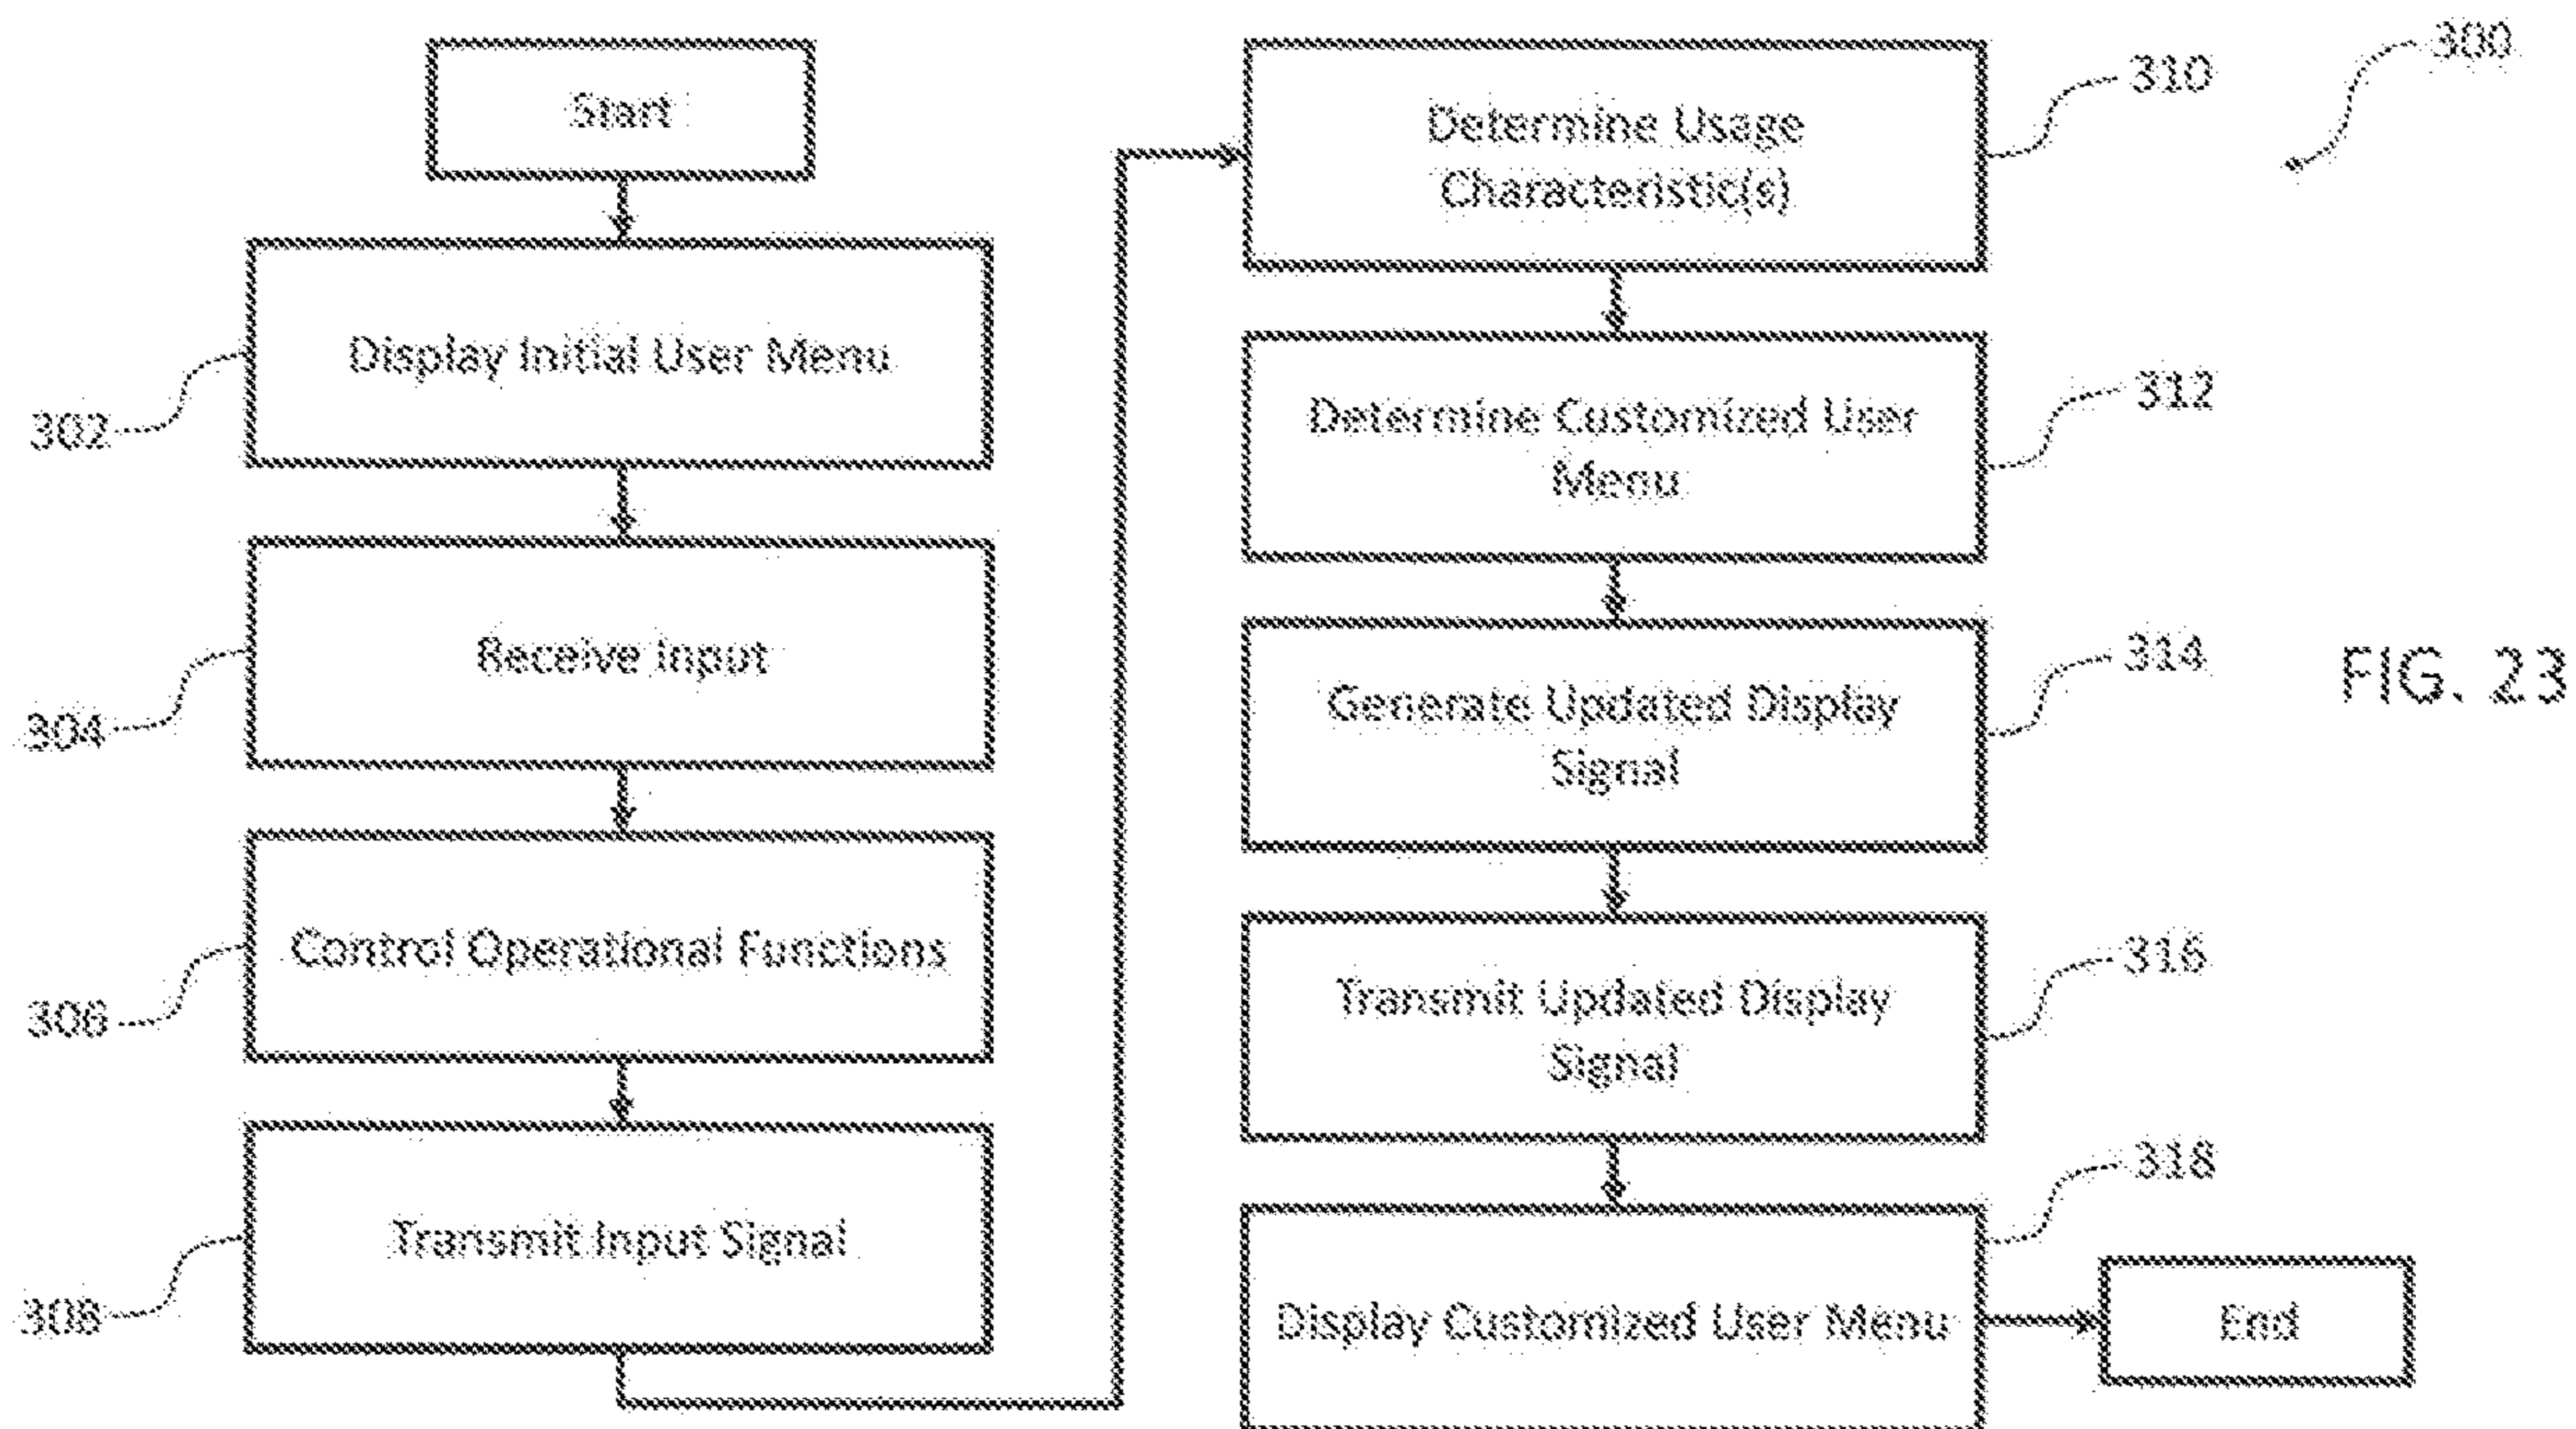 Start
302
Display Initial User Menu
304
Receive Input
306
Control Operational Functions
308
Transmit Input Signal
300
310
Determine Usage
Characteristic(s)
312
Determine Customized User
Menu
314
Generate Updated Display
Signal
316
Transmit Updated Display
Signal
318
Display Customized User Menu
End
FIG. 23